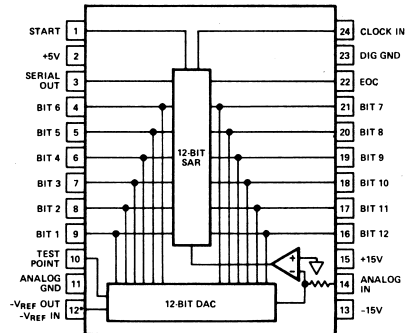 START 1
+5V 2
SERIAL
OUT 3
BIT 6 4
BIT 5 5
BIT 4 6
BIT 3 7
BIT 2 8
BIT 1 9
TEST
POINT 10
ANALOG
GND 11
-VREF OUT
-VREF IN 12*
12-BIT
SAR
12-BIT DAC
+
−
24 CLOCK IN
23 DIG GND
22 EOC
21 BIT 7
20 BIT 8
19 BIT 9
18 BIT 10
17 BIT 11
16 BIT 12
15 +15V
14 ANALOG
IN
13 -15V